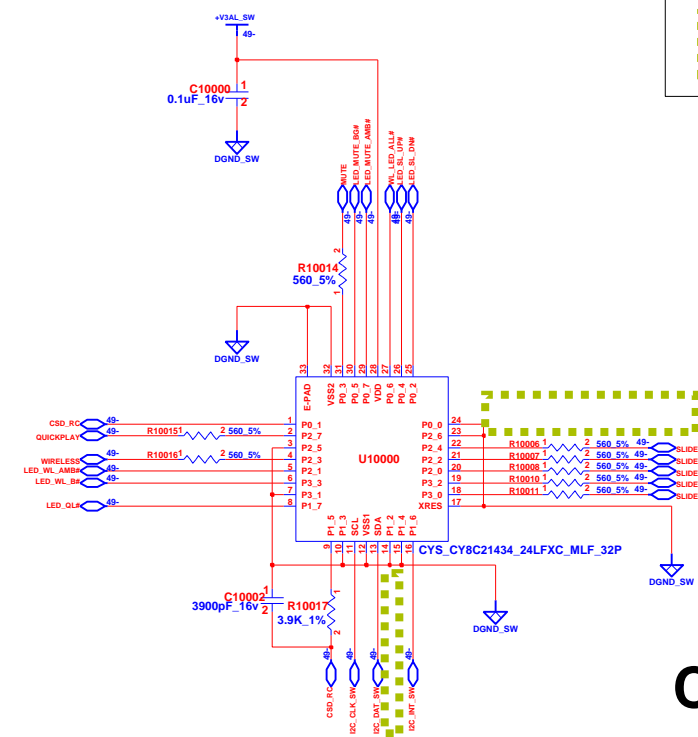 +V3AL_SW
49-
C10000 1
0.1uF_16v 2
DGND_SW
MUTE
LED_MUTE_BG#
LED_MUTE_AMB#
WL_LED_ALL#
LED_SL_UP#
LED_SL_DN#
49- 49- 49- 49- 49- 49-
R10014 2
560_5% 1
DGND_SW
33 32 31 30 29 28 27 26 25
E-PAD VSS2 P0_3 P0_5 P0_7 VDD P0_6 P0_4 P0_2
CSD_RC 49- 1 P0_1
QUICKPLAY 49- R10015 1 2 560_5% 2 P2_7
3 P2_5
WIRELESS 49- R10016 1 2 560_5% 4 P2_3
LED_WL_AMB# 49- 5 P2_1
LED_WL_B# 49- 6 P3_3
7 P3_1
LED_QL# 49- 8 P1_7
U10000
P0_0 24
P2_6 23
P2_4 22 R10006 1 2 560_5% 49- SLIDE
P2_2 21 R10007 1 2 560_5% 49- SLIDE
P2_0 20 R10008 1 2 560_5% 49- SLIDE
P3_2 19 R10010 1 2 560_5% 49- SLIDE
P3_0 18 R10011 1 2 560_5% 49- SLIDE
XRES 17
P1_5 P1_3 SCL VSS1 SDA P1_2 P1_4 P1_6
9 10 11 12 13 14 15 16
CYS_CY8C21434_24LFXC_MLF_32P
DGND_SW
C10002 1
3900pF_16v 2
R10017 1
3.9K_1% 2
DGND_SW
49- 49- 49- 49-
CSD_RC
I2C_CLK_SW
I2C_DAT_SW
I2C_INT_SW